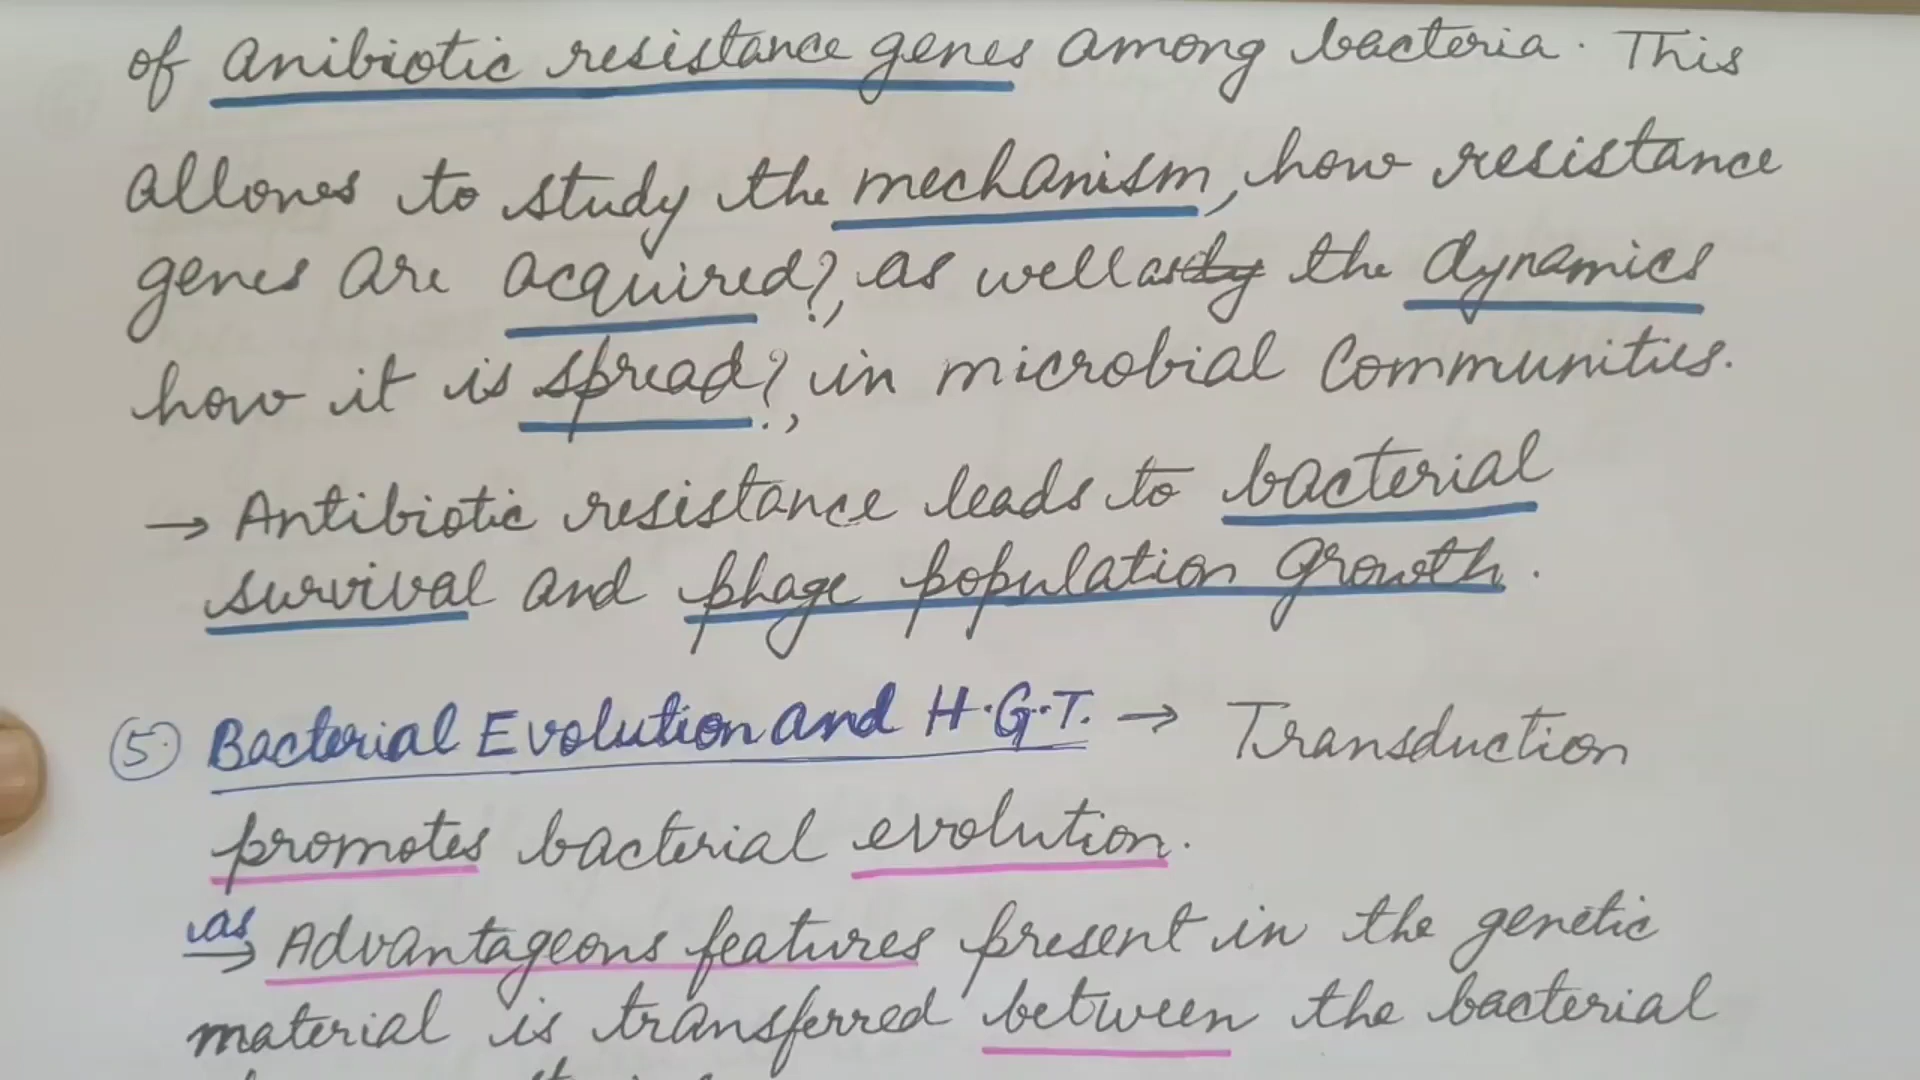 of anibiotic resistance genes among bacteria. This
allows to study the mechanism, how resistance
genes are acquired?, as well as the dynamics
how it is spread?, in microbial communities.
→ Antibiotic resistance leads to bacterial
survival and phage population growth.
⑤ Bacterial Evolution and H.G.T. → Transduction
promotes bacterial evolution.
as
→ Advantageous features present in the genetic
material is transferred between the bacterial